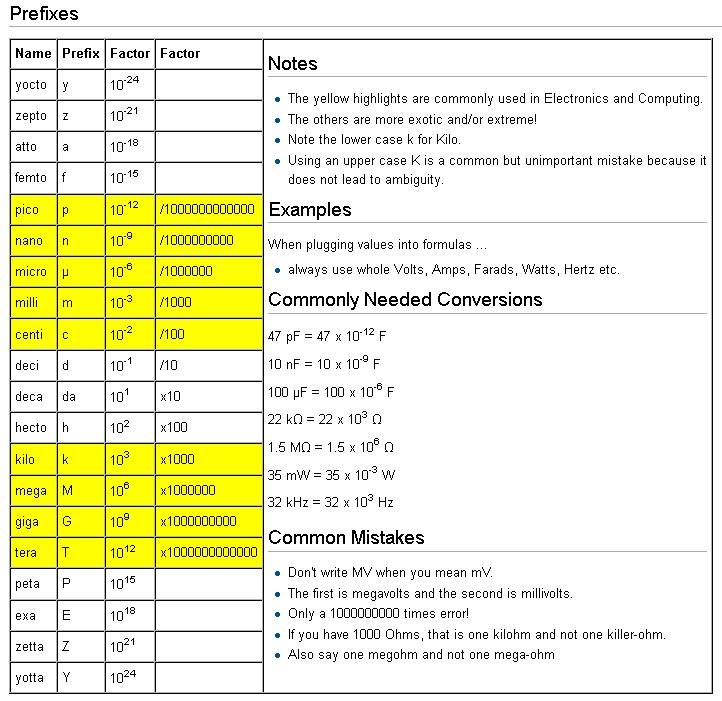 Prefixes
Name Prefix Factor Factor
yocto y 10⁻²⁴
zepto z 10⁻²¹
atto a 10⁻¹⁸
femto f 10⁻¹⁵
pico p 10⁻¹² /1000000000000
nano n 10⁻⁹ /1000000000
micro µ 10⁻⁶ /1000000
milli m 10⁻³ /1000
centi c 10⁻² /100
deci d 10⁻¹ /10
deca da 10¹ x10
hecto h 10² x100
kilo k 10³ x1000
mega M 10⁶ x1000000
giga G 10⁹ x1000000000
tera T 10¹² x1000000000000
peta P 10¹⁵
exa E 10¹⁸
zetta Z 10²¹
yotta Y 10²⁴
Notes
• The yellow highlights are commonly used in Electronics and Computing.
• The others are more exotic and/or extreme!
• Note the lower case k for Kilo.
• Using an upper case K is a common but unimportant mistake because it
does not lead to ambiguity.
Examples
When plugging values into formulas ...
• always use whole Volts, Amps, Farads, Watts, Hertz etc.
Commonly Needed Conversions
47 pF = 47 x 10⁻¹² F
10 nF = 10 x 10⁻⁹ F
100 µF = 100 x 10⁻⁶ F
22 kΩ = 22 x 10³ Ω
1.5 MΩ = 1.5 x 10⁶ Ω
35 mW = 35 x 10⁻³ W
32 kHz = 32 x 10³ Hz
Common Mistakes
• Don't write MV when you mean mV.
• The first is megavolts and the second is millivolts.
• Only a 1000000000 times error!
• If you have 1000 Ohms, that is one kilohm and not one killer-ohm.
• Also say one megohm and not one mega-ohm